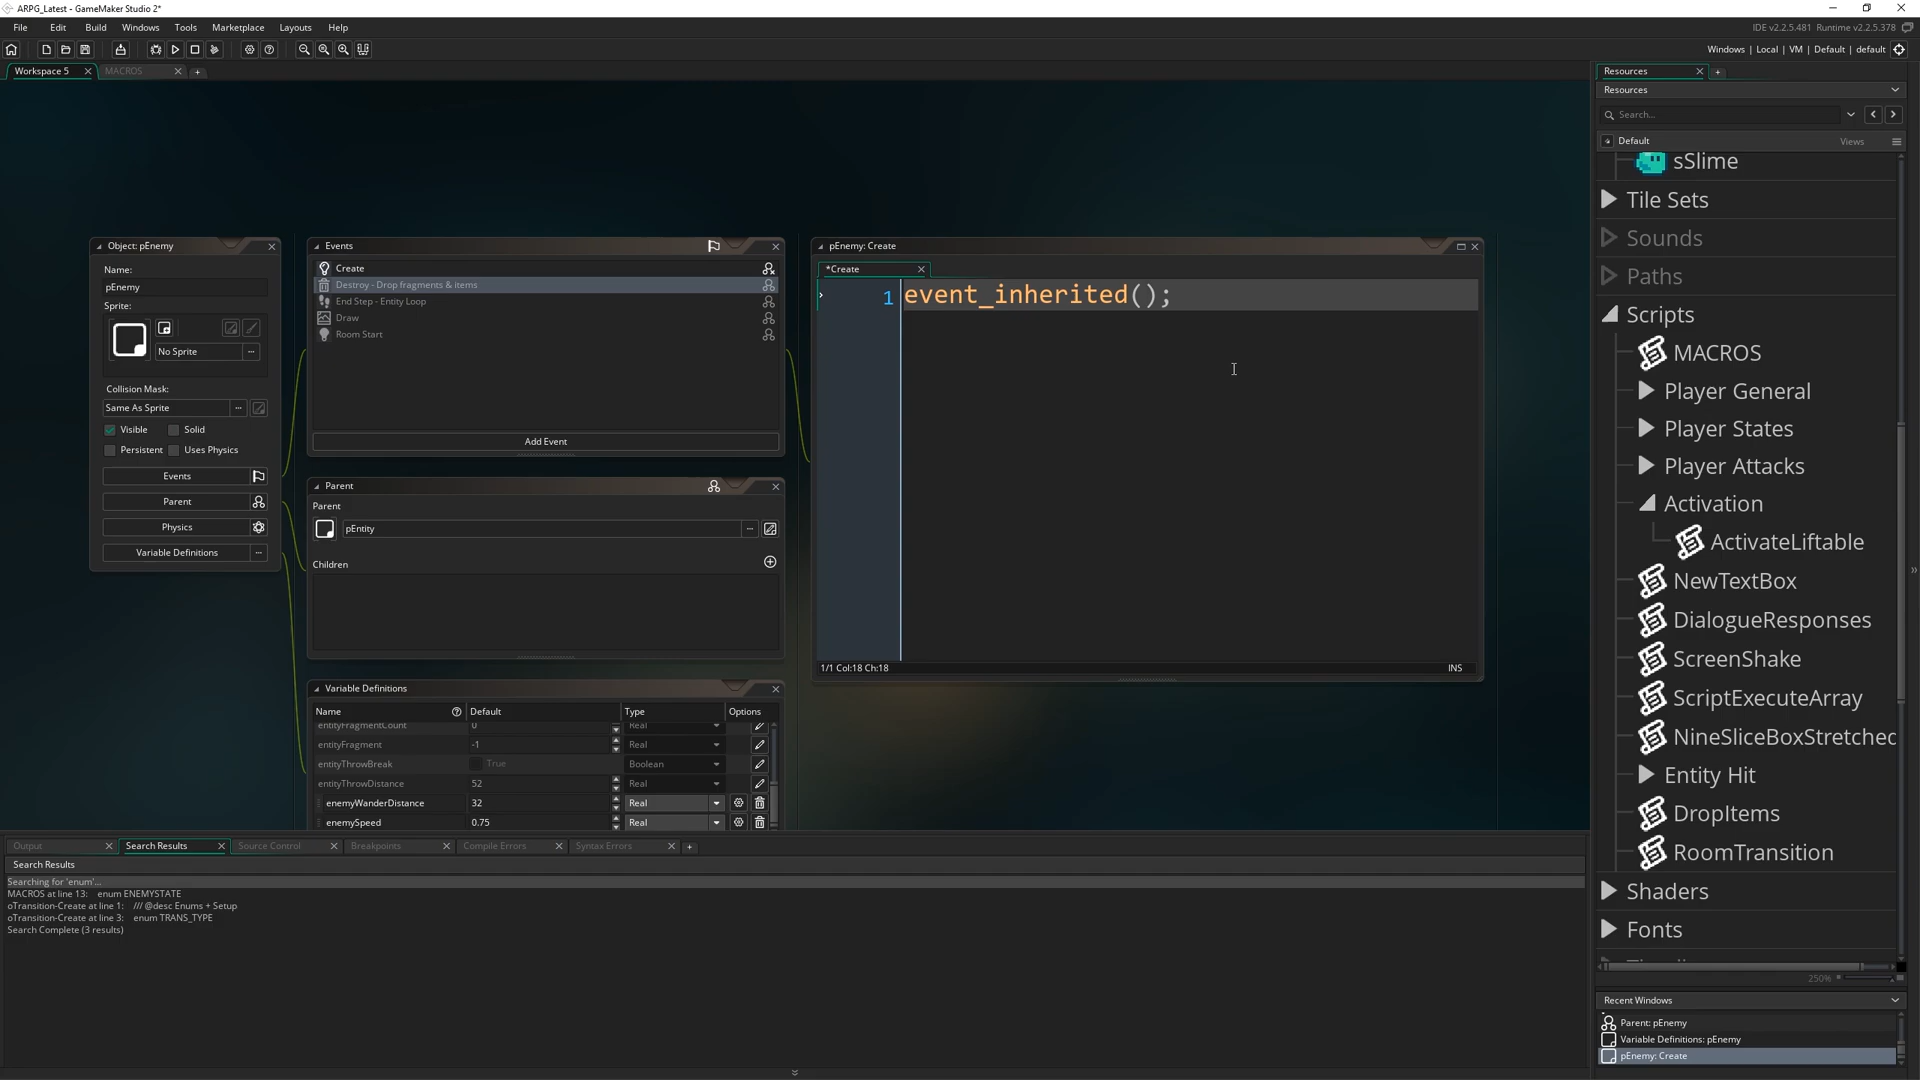 ARPG_Latest - GameMaker Studio 2*
File Edit Build Windows Tools Marketplace Layouts Help
IDE v2.2.5.481 Runtime v2.2.5.378
Windows | Local | VM | Default | default
Workspace 5
MACROS
Object: pEnemy
Name:
pEnemy
Sprite:
No Sprite
Collision Mask:
Same As Sprite
Visible Solid
Persistent Uses Physics
Events
Parent
Physics
Variable Definitions
Events
Create
Destroy - Drop fragments & items
End Step - Entity Loop
Draw
Room Start
Add Event
Parent
Parent
pEntity
Children
Variable Definitions
Name Default Type Options
entityFragmentCount 0 Real
entityFragment -1 Real
entityThrowBreak True Boolean
entityThrowDistance 52 Real
enemyWanderDistance 32 Real
enemySpeed 0.75 Real
pEnemy: Create
*Create
1 event_inherited();
1/1 Col:18 Ch:18
INS
Output Search Results Source Control Breakpoints Compile Errors Syntax Errors
Search Results
Searching for 'enum'...
MACROS at line 13: enum ENEMYSTATE
oTransition-Create at line 1: /// @desc Enums + Setup
oTransition-Create at line 3: enum TRANS_TYPE
Search Complete (3 results)
Resources
Resources
Search...
Default
Views
sSlime
Tile Sets
Sounds
Paths
Scripts
MACROS
Player General
Player States
Player Attacks
Activation
ActivateLiftable
NewTextBox
DialogueResponses
ScreenShake
ScriptExecuteArray
NineSliceBoxStretched
Entity Hit
DropItems
RoomTransition
Shaders
Fonts
250%
Recent Windows
Parent: pEnemy
Variable Definitions: pEnemy
pEnemy: Create